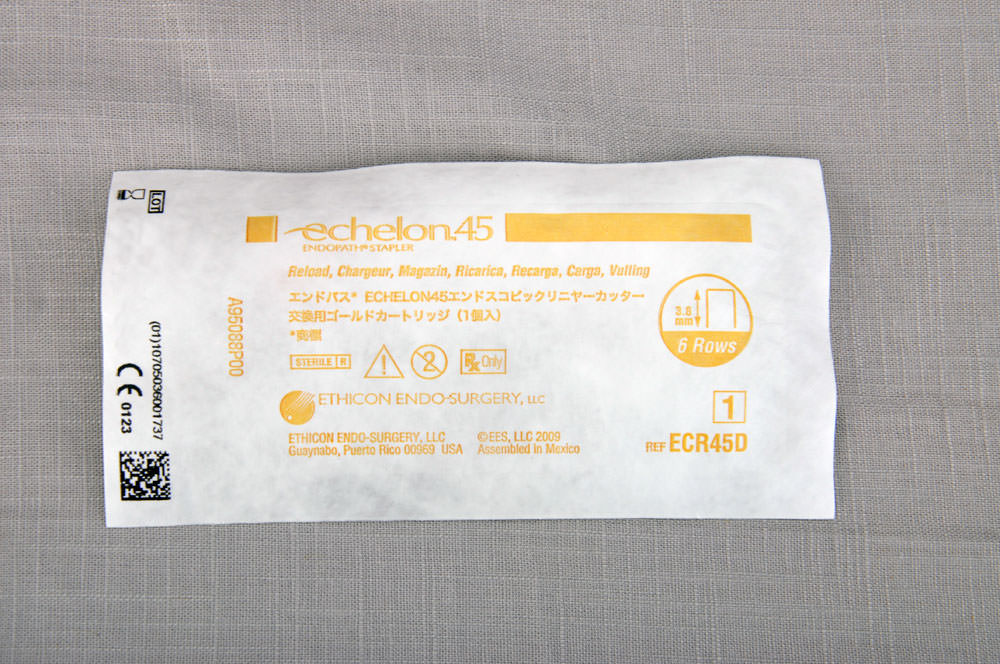 LOT
echelon45
ENDOPATH® STAPLER
Reload, Chargeur, Magazin, Ricarica, Recarga, Carga, Vulling
エンドパス* ECHELON45エンドスコピックリニヤーカッター
交換用ゴールドカートリッジ（1個入）
*商標
3.8
mm
6 Rows
STERILE R
2
Rx Only
ETHICON ENDO-SURGERY, LLC
1
ETHICON ENDO-SURGERY, LLC ©EES, LLC 2009
Guaynabo, Puerto Rico 00969 USA Assembled in Mexico
REF ECR45D
A95088P00
(01)10705036001737
CE 0123